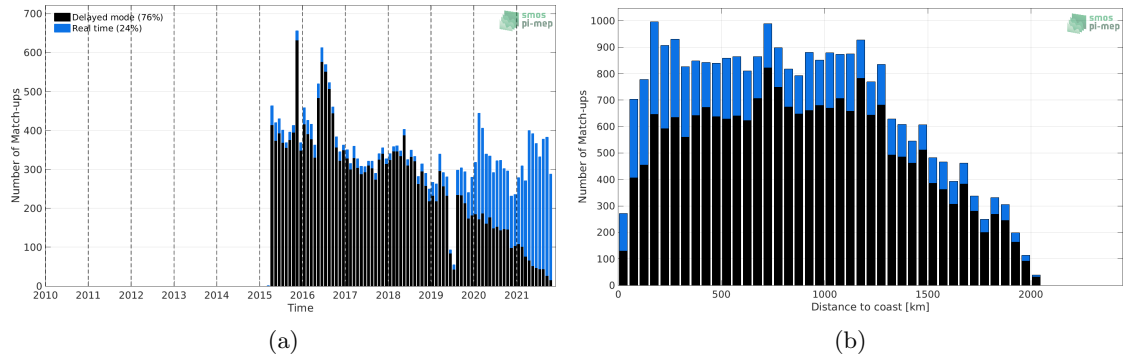 Delayed mode (76%)
Real time (24%)
smos
pi-mep
700
600
500
400
300
200
100
0
Number of Match-ups
2010 2011 2012 2013 2014 2015 2016 2017 2018 2019 2020 2021
Time
(a)
smos
pi-mep
1000
900
800
700
600
500
400
300
200
100
0
Number of Match-ups
0 500 1000 1500 2000
Distance to coast [km]
(b)